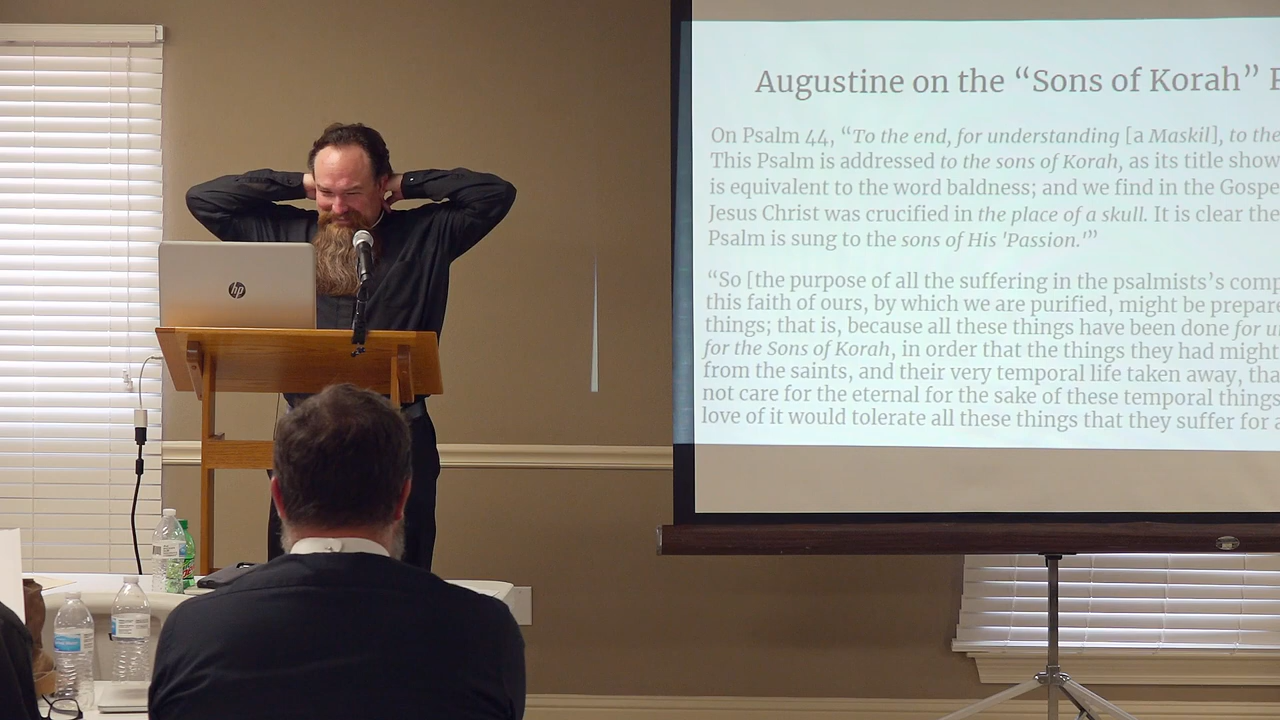 Augustine on the “Sons of Korah”
On Psalm 44, “To the end, for understanding [a Maskil], to the
This Psalm is addressed to the sons of Korah, as its title show
is equivalent to the word baldness; and we find in the Gospe
Jesus Christ was crucified in the place of a skull. It is clear the
Psalm is sung to the sons of His 'Passion.'”
“So [the purpose of all the suffering in the psalmists’s comp
this faith of ours, by which we are purified, might be prepar
things; that is, because all these things have been done for u
for the Sons of Korah, in order that the things they had might
from the saints, and their very temporal life taken away, tha
not care for the eternal for the sake of these temporal things
love of it would tolerate all these things that they suffer for a
hp